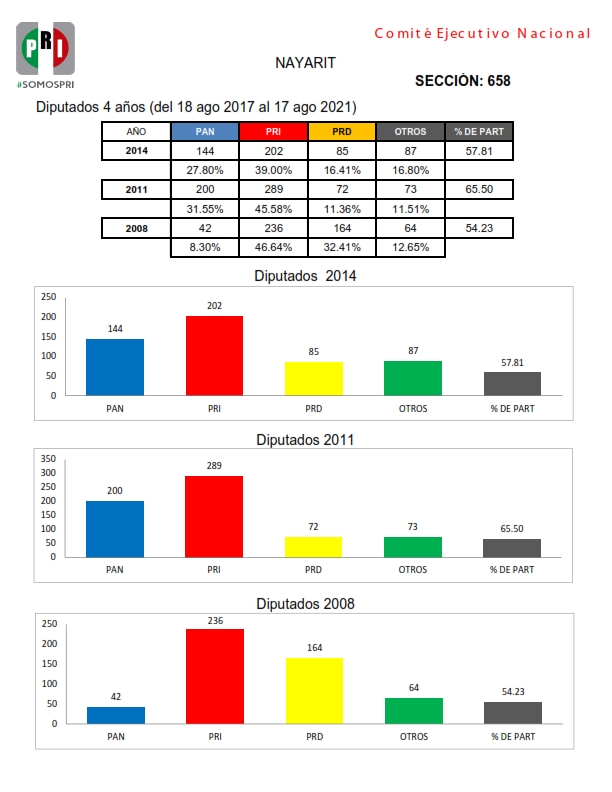 Comité Ejecutivo Nacional
PRI
#SOMOSPRI
NAYARIT
SECCIÓN: 658
Diputados 4 años (del 18 ago 2017 al 17 ago 2021)
AÑO PAN PRI PRD OTROS % DE PART
2014 144 202 85 87 57.81
27.80% 39.00% 16.41% 16.80%
2011 200 289 72 73 65.50
31.55% 45.58% 11.36% 11.51%
2008 42 236 164 64 54.23
8.30% 46.64% 32.41% 12.65%
Diputados  2014
250
200
150
100
50
0
144 202 85 87 57.81
PAN PRI PRD OTROS % DE PART
Diputados 2011
350
300
250
200
150
100
50
0
200 289 72 73 65.50
PAN PRI PRD OTROS % DE PART
Diputados 2008
250
200
150
100
50
0
42 236 164 64 54.23
PAN PRI PRD OTROS % DE PART